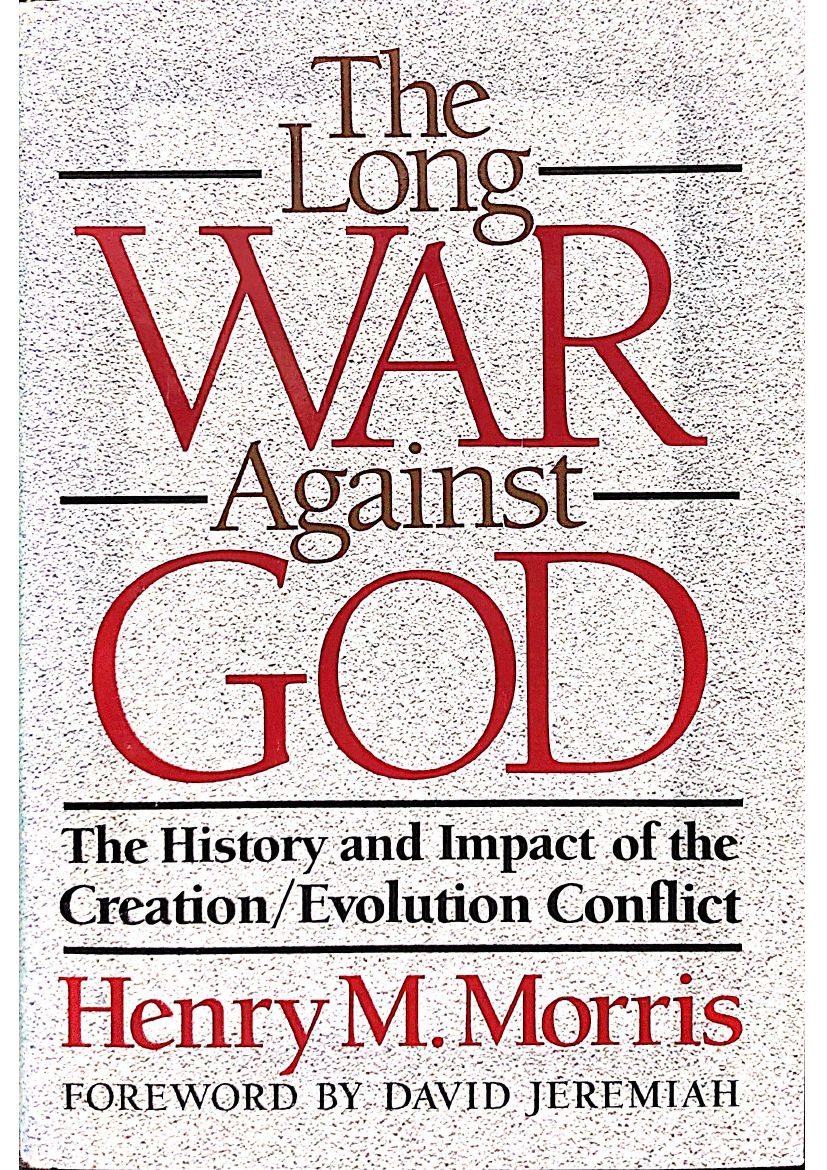 The
Long
WAR
Against
GOD
The History and Impact of the
Creation/Evolution Conflict
Henry M. Morris
FOREWORD BY DAVID JEREMIAH